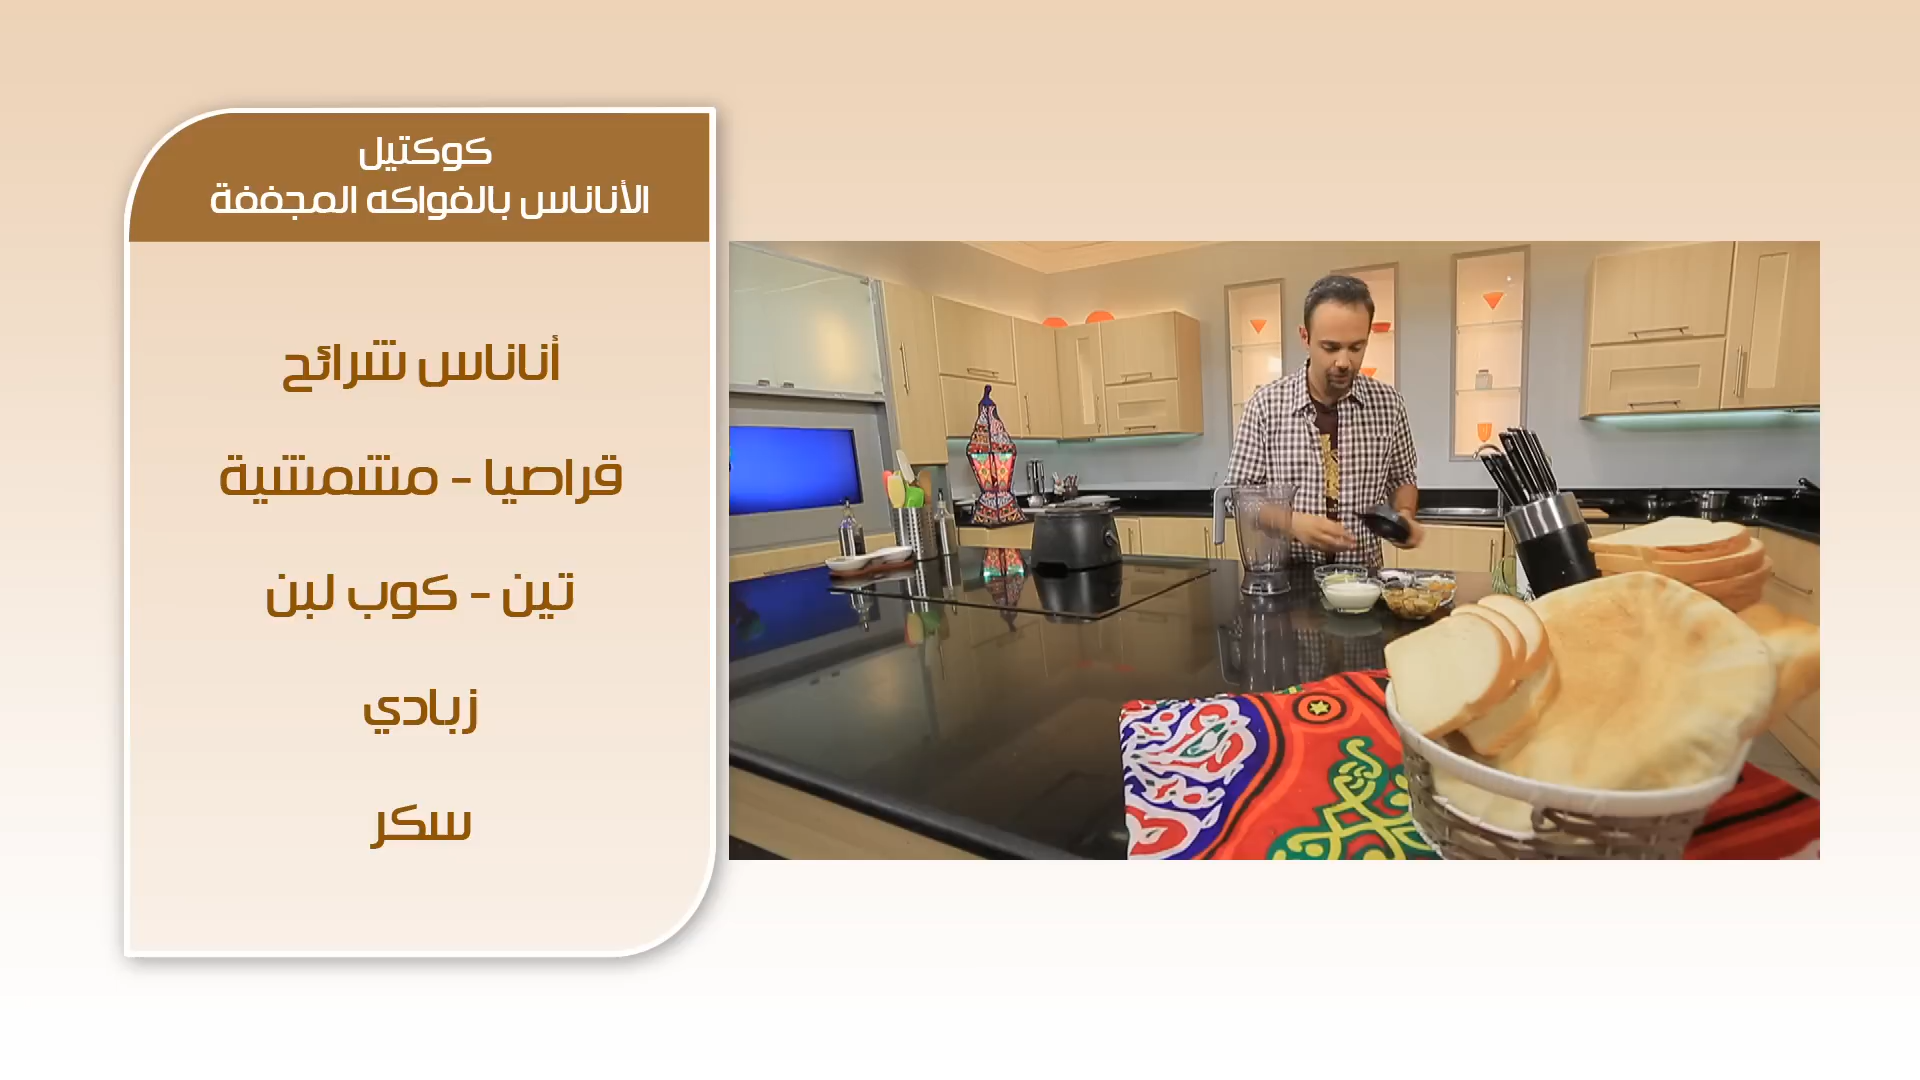 كوكتيل
الأناناس بالفواكه المجففة
أناناس شرائح
قراصيا - مشمشية
تين - كوب لبن
زبادي
سكر